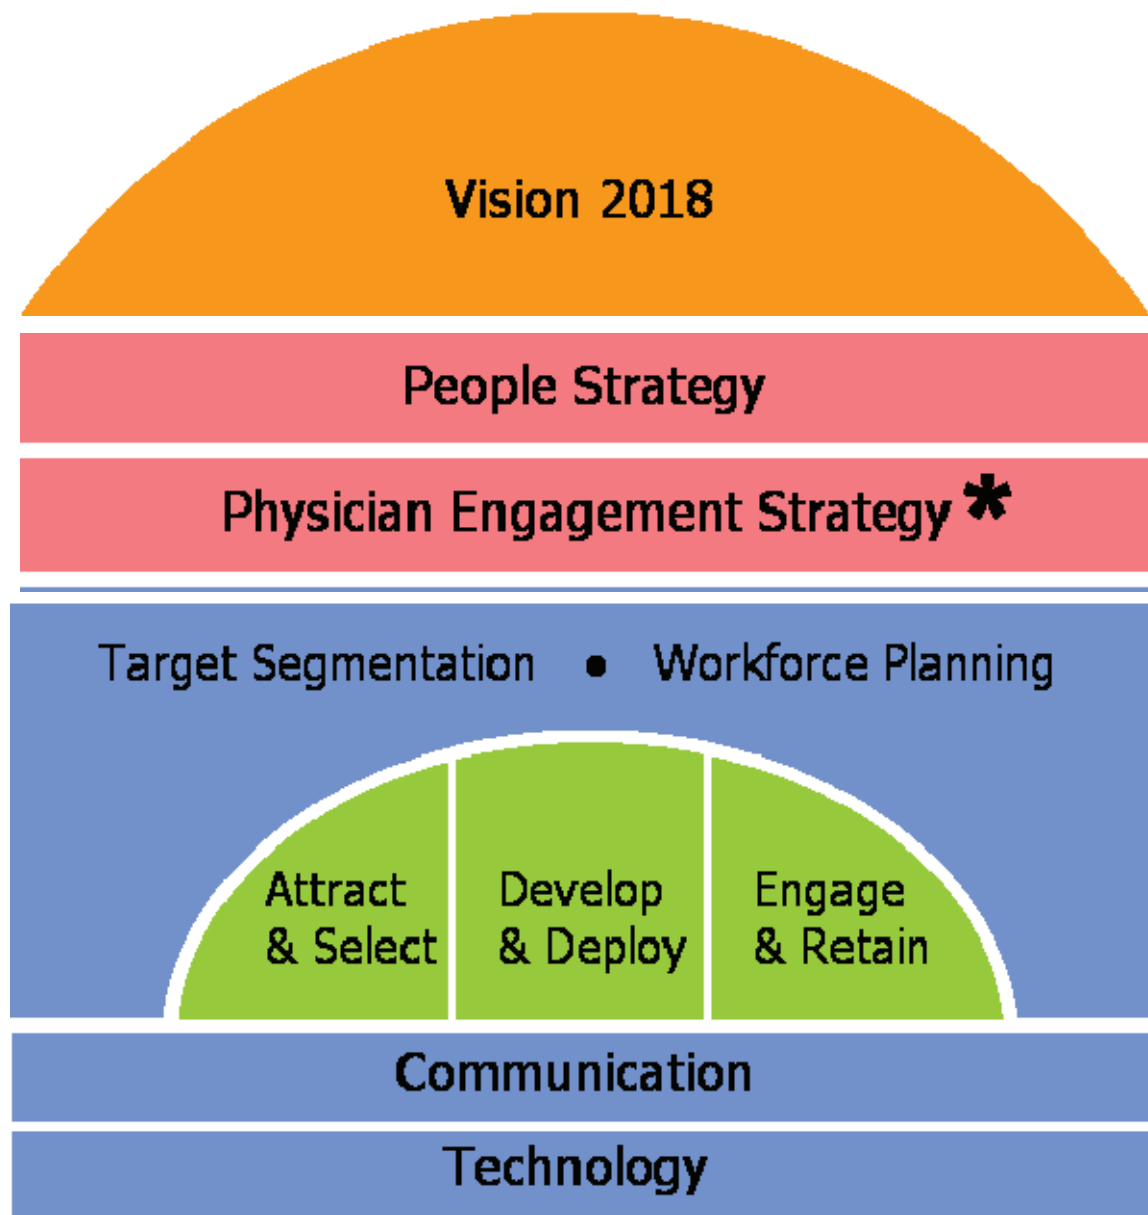 Vision 2018
People Strategy
Physician Engagement Strategy *
Target Segmentation • Workforce Planning
Attract
& Select
Develop
& Deploy
Engage
& Retain
Communication
Technology